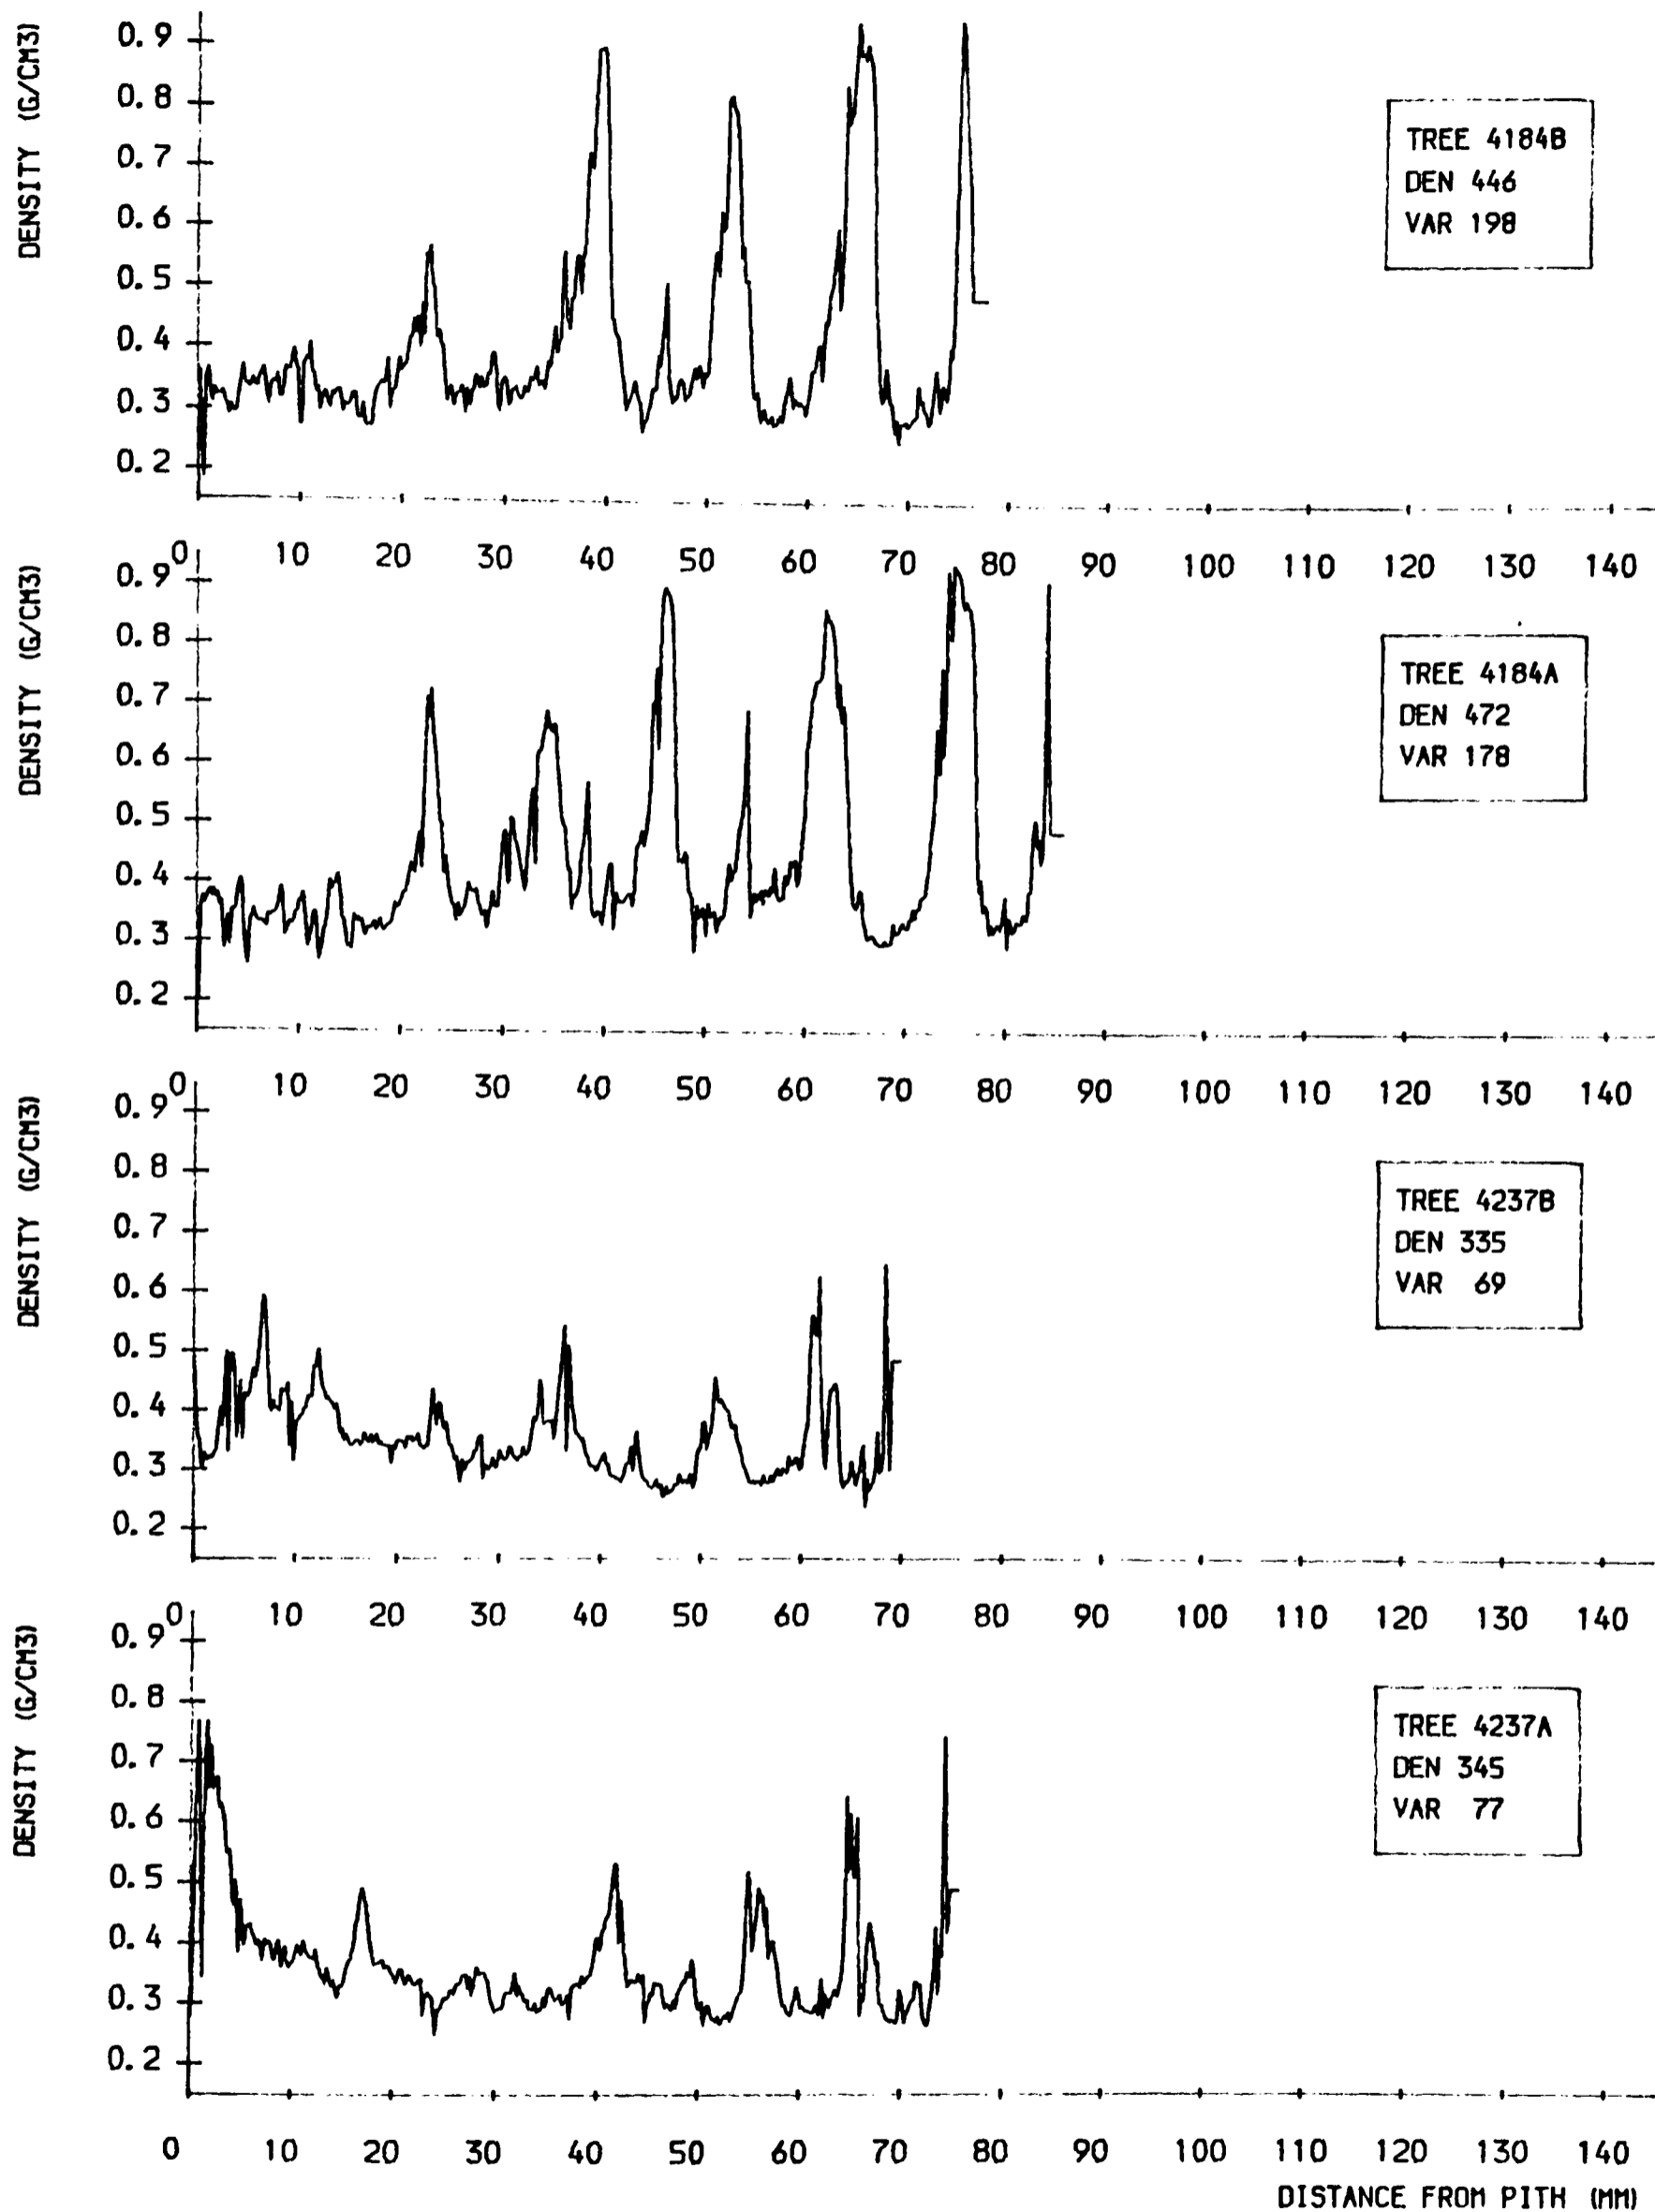 DENSITY (G/CM3)
0.9
0.8
0.7
0.6
0.5
0.4
0.3
0.2
TREE 4184B
DEN 446
VAR 198
0 10 20 30 40 50 60 70 80 90 100 110 120 130 140
DENSITY (G/CM3)
0.9
0.8
0.7
0.6
0.5
0.4
0.3
0.2
TREE 4184A
DEN 472
VAR 178
0 10 20 30 40 50 60 70 80 90 100 110 120 130 140
DENSITY (G/CM3)
0.9
0.8
0.7
0.6
0.5
0.4
0.3
0.2
TREE 4237B
DEN 335
VAR 69
0 10 20 30 40 50 60 70 80 90 100 110 120 130 140
DENSITY (G/CM3)
0.9
0.8
0.7
0.6
0.5
0.4
0.3
0.2
TREE 4237A
DEN 345
VAR 77
0 10 20 30 40 50 60 70 80 90 100 110 120 130 140
DISTANCE FROM PITH (MM)